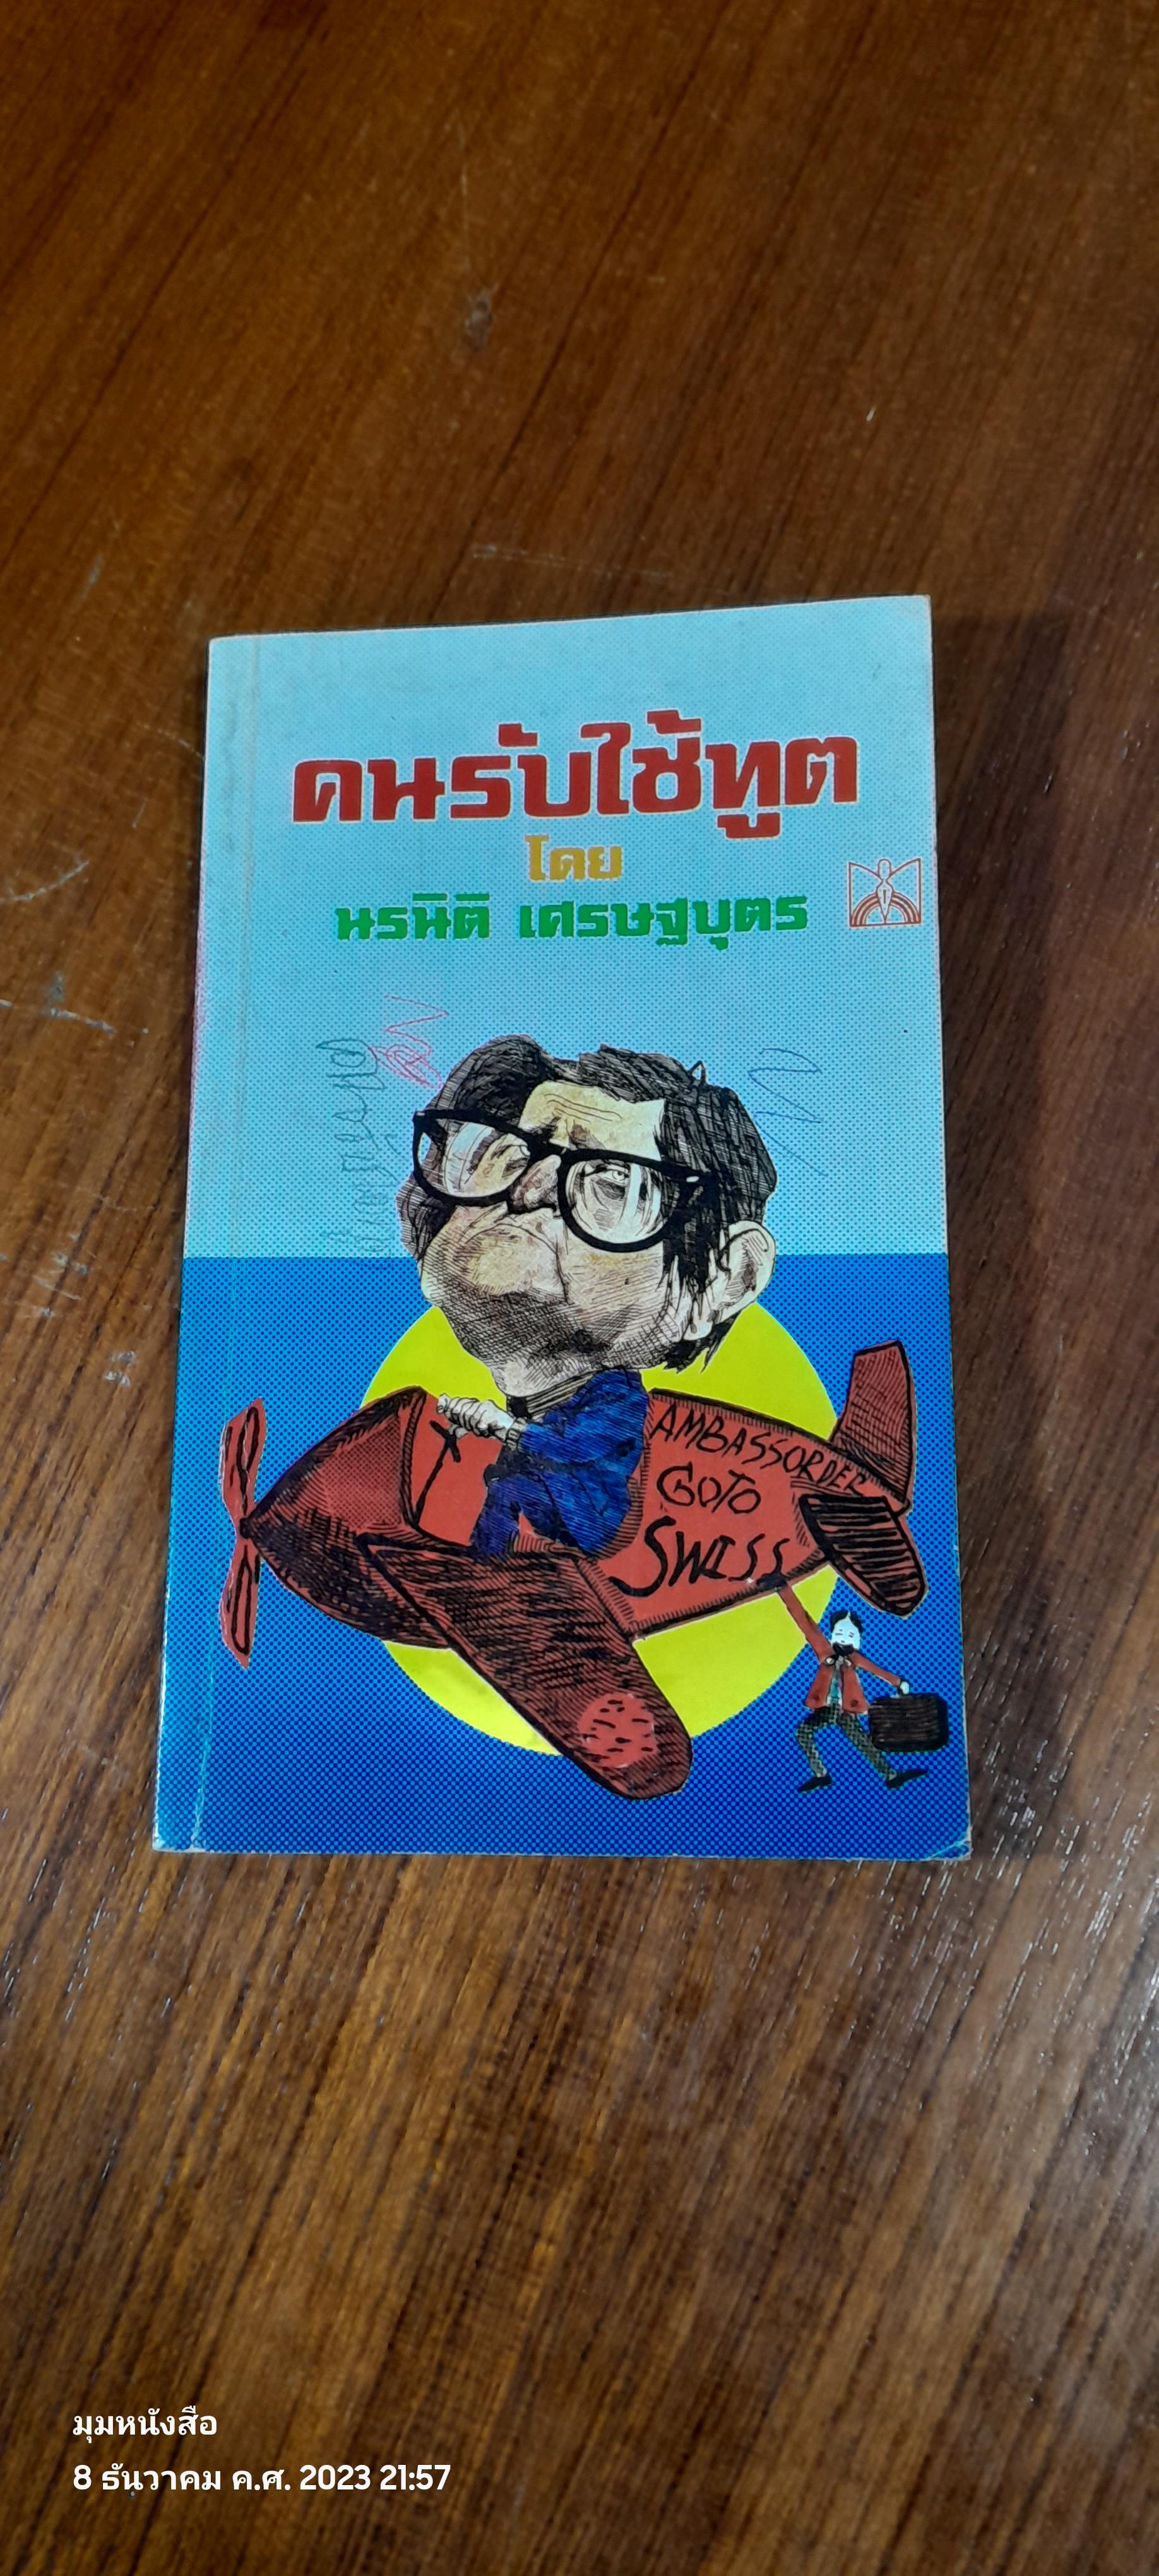 คนรับใช้ทูต
โดย
นรนิติ เศรษฐบุตร
AMBASSORDER
GOTO
SWISS
มุมหนังสือ
8 ธันวาคม ค.ศ. 2023 21:57